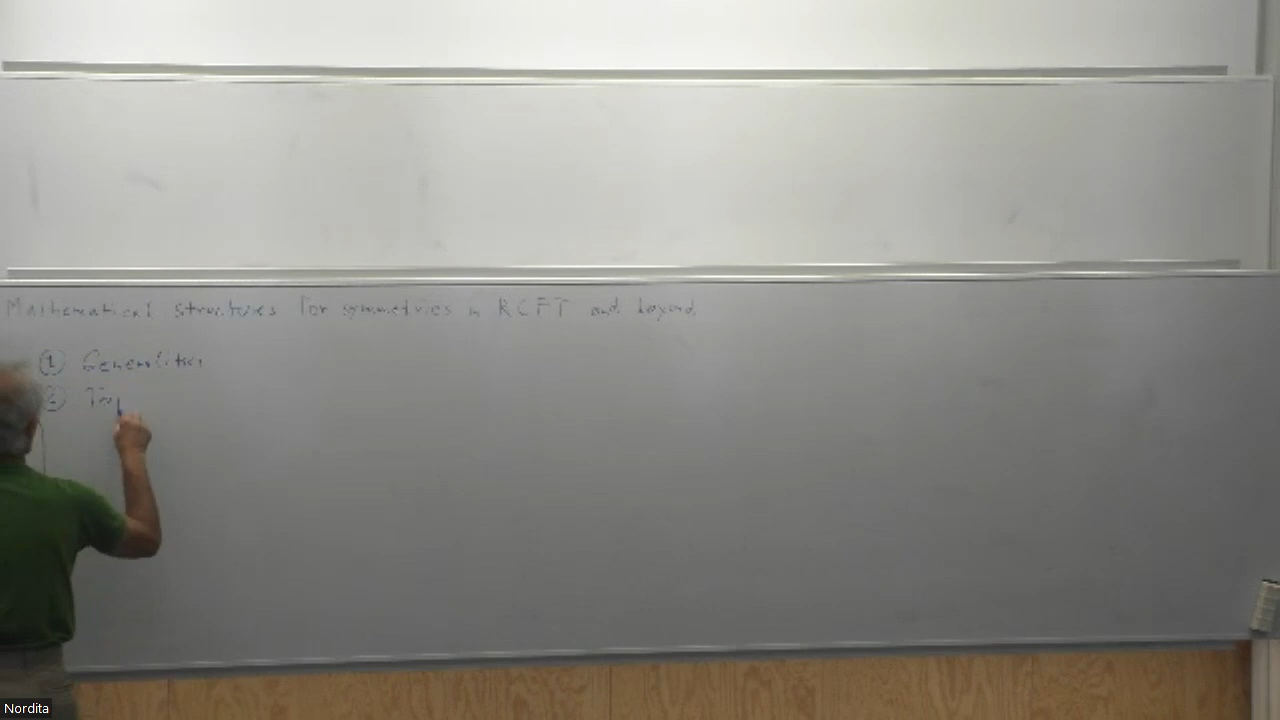 Mathematical structures for symmetries in RCFT and beyond
① Generalities
②
Nordita